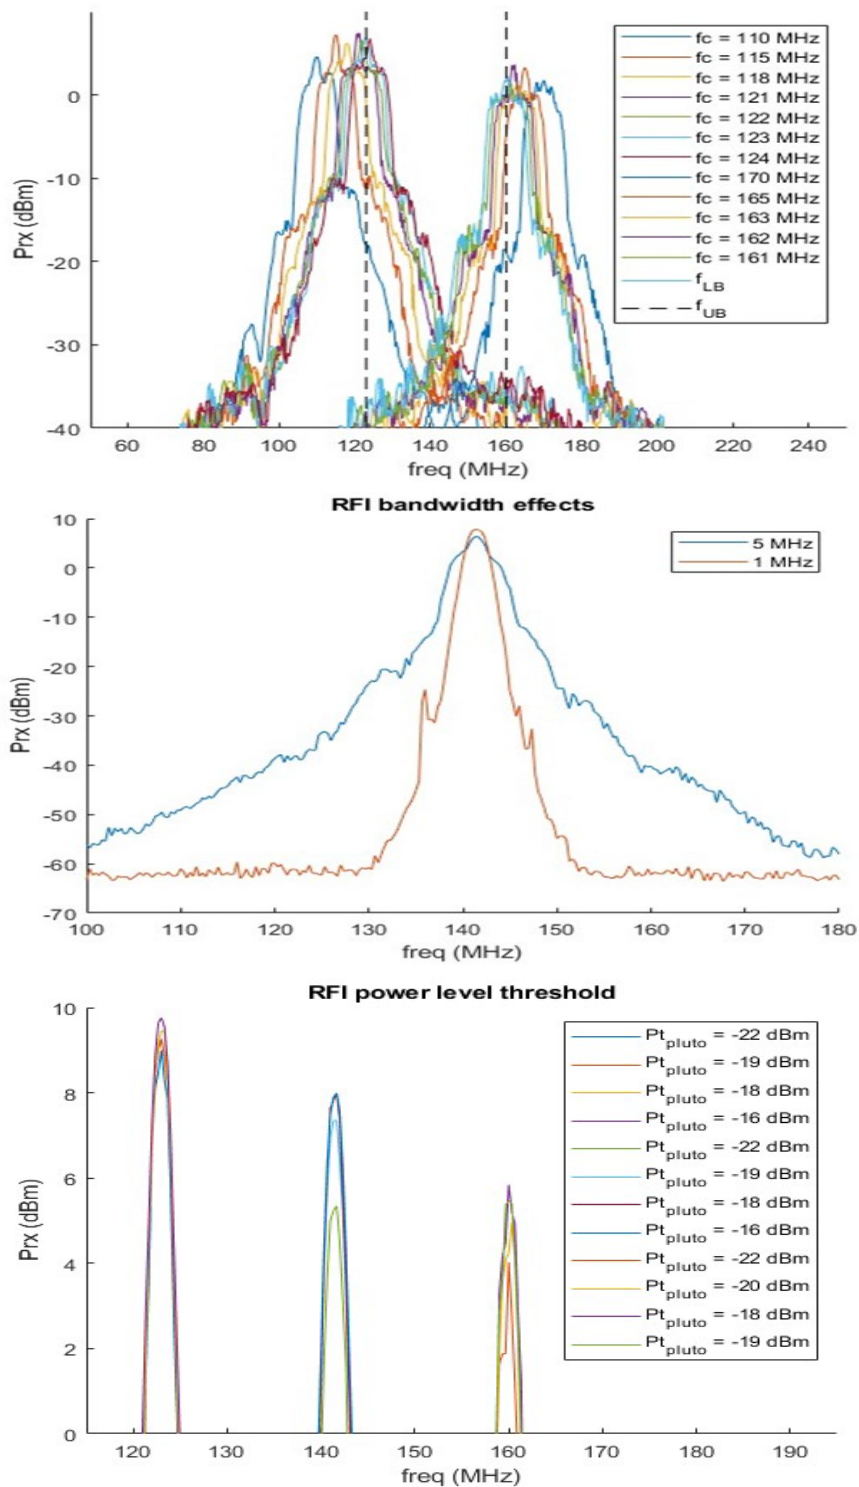 0
-10
-20
-30
-40
Prx (dBm)
60 80 100 120 140 160 180 200 220 240
freq (MHz)
fc = 110 MHz
fc = 115 MHz
fc = 118 MHz
fc = 121 MHz
fc = 122 MHz
fc = 123 MHz
fc = 124 MHz
fc = 170 MHz
fc = 165 MHz
fc = 163 MHz
fc = 162 MHz
fc = 161 MHz
fLB
fUB
RFI bandwidth effects
10
0
-10
-20
-30
-40
-50
-60
-70
Prx (dBm)
100 110 120 130 140 150 160 170 180
freq (MHz)
5 MHz
1 MHz
RFI power level threshold
10
8
6
4
2
0
Prx (dBm)
120 130 140 150 160 170 180 190
freq (MHz)
Ptpluto = -22 dBm
Ptpluto = -19 dBm
Ptpluto = -18 dBm
Ptpluto = -16 dBm
Ptpluto = -22 dBm
Ptpluto = -19 dBm
Ptpluto = -18 dBm
Ptpluto = -16 dBm
Ptpluto = -22 dBm
Ptpluto = -20 dBm
Ptpluto = -18 dBm
Ptpluto = -19 dBm